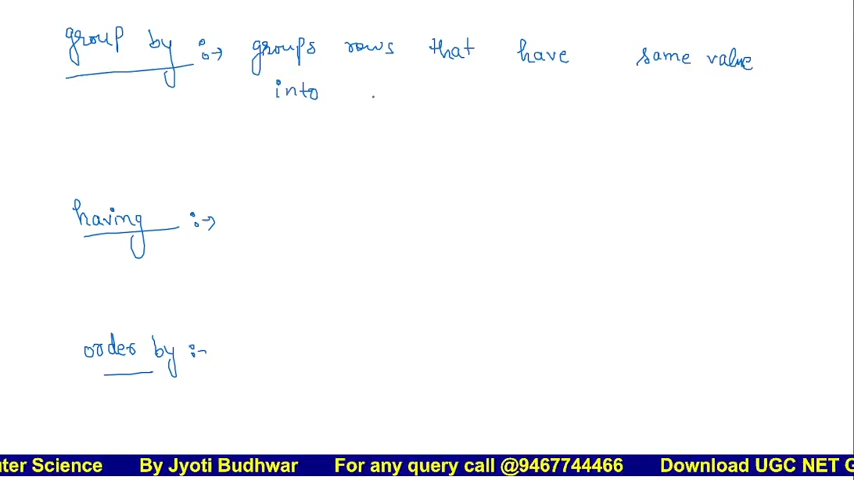 group by :→ groups rows that have same value
into
having :→
order by :-
uter Science By Jyoti Budhwar For any query call @9467744466 Download UGC NET G